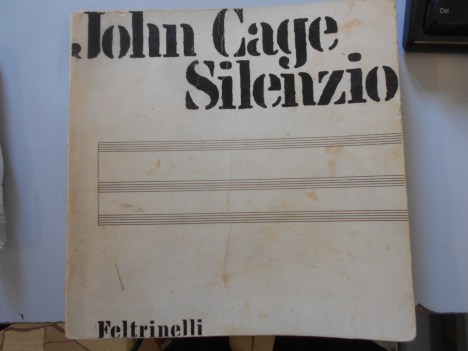 John Cage
Silenzio
Feltrinelli